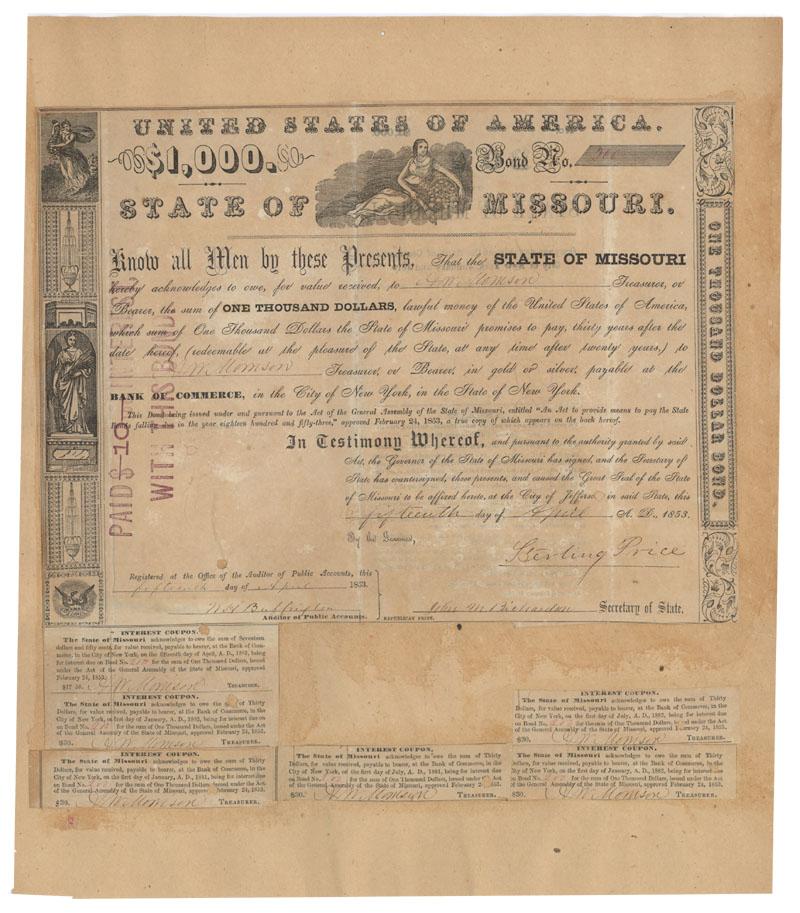 UNITED STATES OF AMERICA.
$1,000.
Bond No.
STATE OF MISSOURI.
Know all Men by these Presents, That the STATE OF MISSOURI
hereby acknowledges to owe, for value received, to A W Morrison Treasurer, or
Bearer, the sum of ONE THOUSAND DOLLARS, lawful money of the United States of America,
which sum of One Thousand Dollars the State of Missouri promises to pay, thirty years after the
date hereof, (redeemable at the pleasure of the State, at any time after twenty years,) to
A W Morrison Treasurer, or Bearer, in gold or silver, payable at the
BANK OF COMMERCE, in the City of New York, in the State of New York.
This Bond being issued under and pursuant to the Act of the General Assembly of the State of Missouri, entitled "An Act to provide means to pay the State
Bonds falling due in the year eighteen hundred and fifty-three," approved February 24, 1853, a true copy of which appears on the back hereof.
In Testimony Whereof, and pursuant to the authority granted by said
Act, the Governor of the State of Missouri has signed, and the Secretary of
State has countersigned, these presents, and caused the Great Seal of the State
of Missouri to be affixed hereto, at the City of Jefferson in said State, this
fifteenth day of April A. D., 1853.
By the Governor,
Sterling Price
Registered at the Office of the Auditor of Public Accounts, this
fifteenth day of April 1853.
Auditor of Public Accounts.
REPUBLICAN PRINT.
John M Richardson Secretary of State.
ONE THOUSAND DOLLAR BOND.
PAID $-10
WITH THIS BOND
INTEREST COUPON.
The State of Missouri acknowledges to owe the sum of Seventeen
dollars and fifty cents, for value received, payable to bearer, at the Bank of Com-
merce, in the City of New York, on the fifteenth day of April, A. D., 1883, being
for interest due on Bond No. for the sum of One Thousand Dollars, issued
under the Act of the General Assembly of the State of Missouri, approved
February 24, 1853.
$17 50. A W Morrison TREASURER.
INTEREST COUPON.
The State of Missouri acknowledges to owe the sum of Thirty
Dollars, for value received, payable to bearer, at the Bank of Commerce, in the
City of New York, on first day of January, A. D., 1883, being for interest due on
on Bond No. for the sum of One Thousand Dollars, issued under the Act
of the General Assembly of the State of Missouri, approved February 24, 1853.
$30. A W Morrison TREASURER.
INTEREST COUPON.
The State of Missouri acknowledges to owe the sum of Thirty
Dollars, for value received, payable to bearer, at the Bank of Commerce, in the
City of New York, on the first day of July, A. D., 1882, being for interest due
on Bond No. for the sum of One Thousand Dollars, issued under the Act
of the General Assembly of the State of Missouri, approved February 24, 1853.
$30. A W Morrison TREASURER.
INTEREST COUPON.
The State of Missouri acknowledges to owe the sum of Thirty
Dollars, for value received, payable to bearer, at the Bank of Commerce, in the
City of New York, on the first day of January, A. D., 1881, being for interest due
on Bond No. for the sum of One Thousand Dollars, issued under the Act
of the General Assembly of the State of Missouri, approved February 24, 1853.
$30. A W Morrison TREASURER.
INTEREST COUPON,
The State of Missouri acknowledges to owe the sum of Thirty
Dollars, for value received, payable to bearer, at the Bank of Commerce, in the
City of New York, on the first day of July, A. D., 1881, being for interest due
on Bond No. for the sum of One Thousand Dollars, issued under Act
of the General Assembly of the State of Missouri, approved February 24, 1853.
$30. A W Morrison TREASURER.
INTEREST COUPON.
The State of Missouri acknowledges to owe the sum of Thirty
Dollars, for value received, payable to bearer, at the Bank of Commerce, in the
City of New York, on the first day of January, A. D., 1882, being for interest due
on Bond No. for the sum of One Thousand Dollars, issued under the Act
of the General Assembly of the State of Missouri, approved February 24, 1853.
$30. A W Morrison TREASURER.